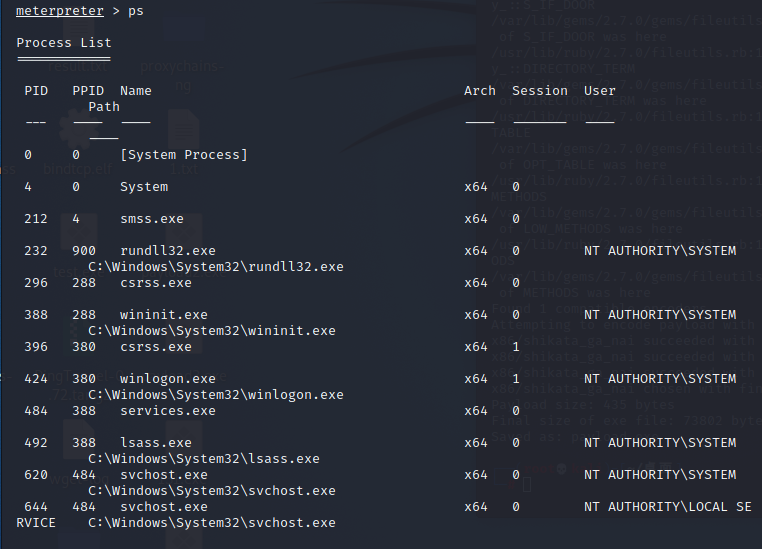 meterpreter > ps
Process List
============
PID PPID Name Arch Session User
Path
--- ---- ---- ---- ------- ----
----
0 0 [System Process]
4 0 System x64 0
212 4 smss.exe x64 0
232 900 rundll32.exe x64 0 NT AUTHORITY\SYSTEM
C:\Windows\System32\rundll32.exe
296 288 csrss.exe x64 0
388 288 wininit.exe x64 0 NT AUTHORITY\SYSTEM
C:\Windows\System32\wininit.exe
396 380 csrss.exe x64 1
424 380 winlogon.exe x64 1 NT AUTHORITY\SYSTEM
C:\Windows\System32\winlogon.exe
484 388 services.exe x64 0
492 388 lsass.exe x64 0 NT AUTHORITY\SYSTEM
C:\Windows\System32\lsass.exe
620 484 svchost.exe x64 0 NT AUTHORITY\SYSTEM
C:\Windows\System32\svchost.exe
644 484 svchost.exe x64 0 NT AUTHORITY\LOCAL SE
RVICE C:\Windows\System32\svchost.exe